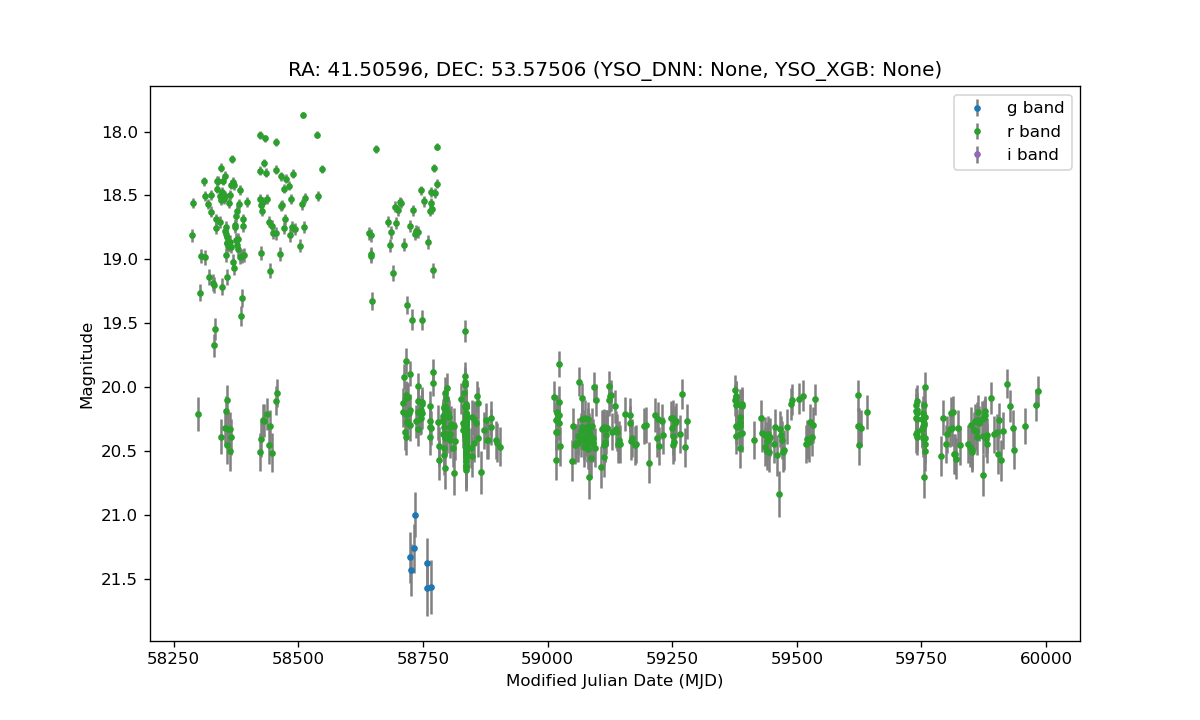 RA: 41.50596, DEC: 53.57506 (YSO_DNN: None, YSO_XGB: None)
g band
r band
i band
18.0
18.5
19.0
19.5
20.0
20.5
21.0
21.5
Magnitude
58250 58500 58750 59000 59250 59500 59750 60000
Modified Julian Date (MJD)